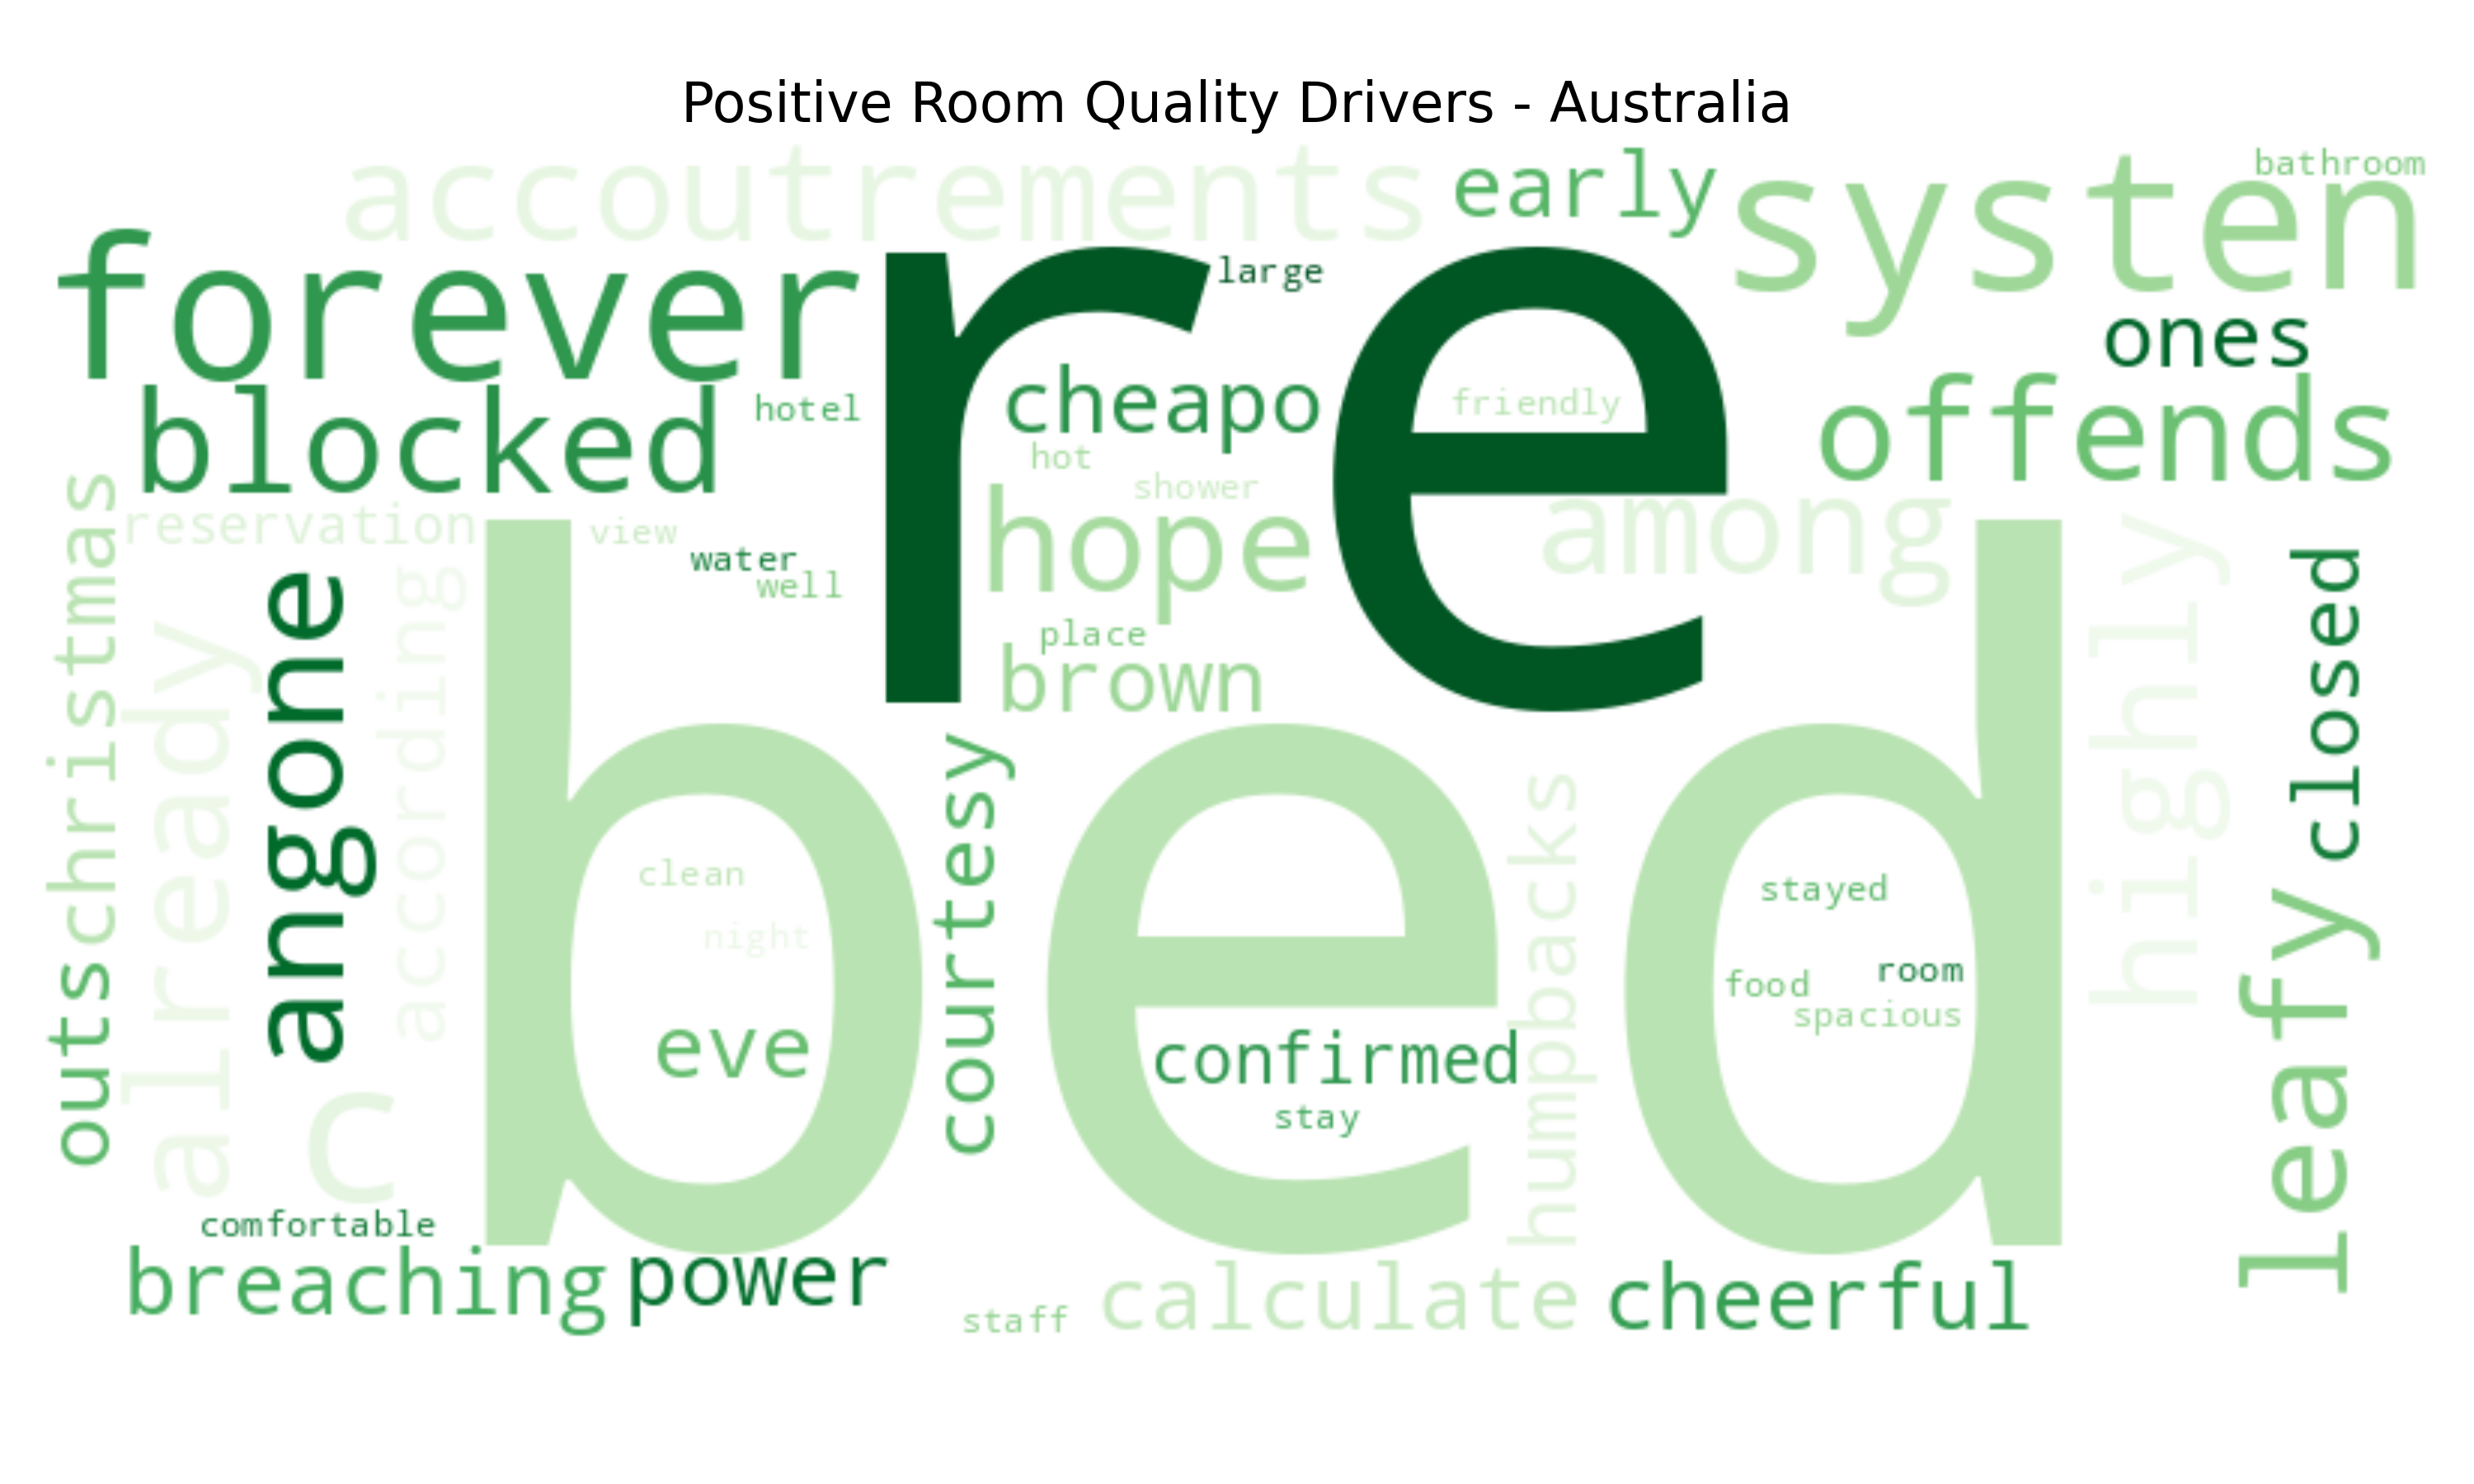 Positive Room Quality Drivers - Australia
accoutrements
early
bathroom
systen
forever
large
re
ones
blocked
hotel
cheapo
friendly
offends
hot
shower
reservation
view
hope
among
water
well
christmas
angone
according
place
brown
highly
closed
already
bed
courtesy
humpbacks
clean
stayed
night
outs
room
food
spacious
eve
confirmed
stay
leafy
c
comfortable
breaching
power
staff
calculate
cheerful